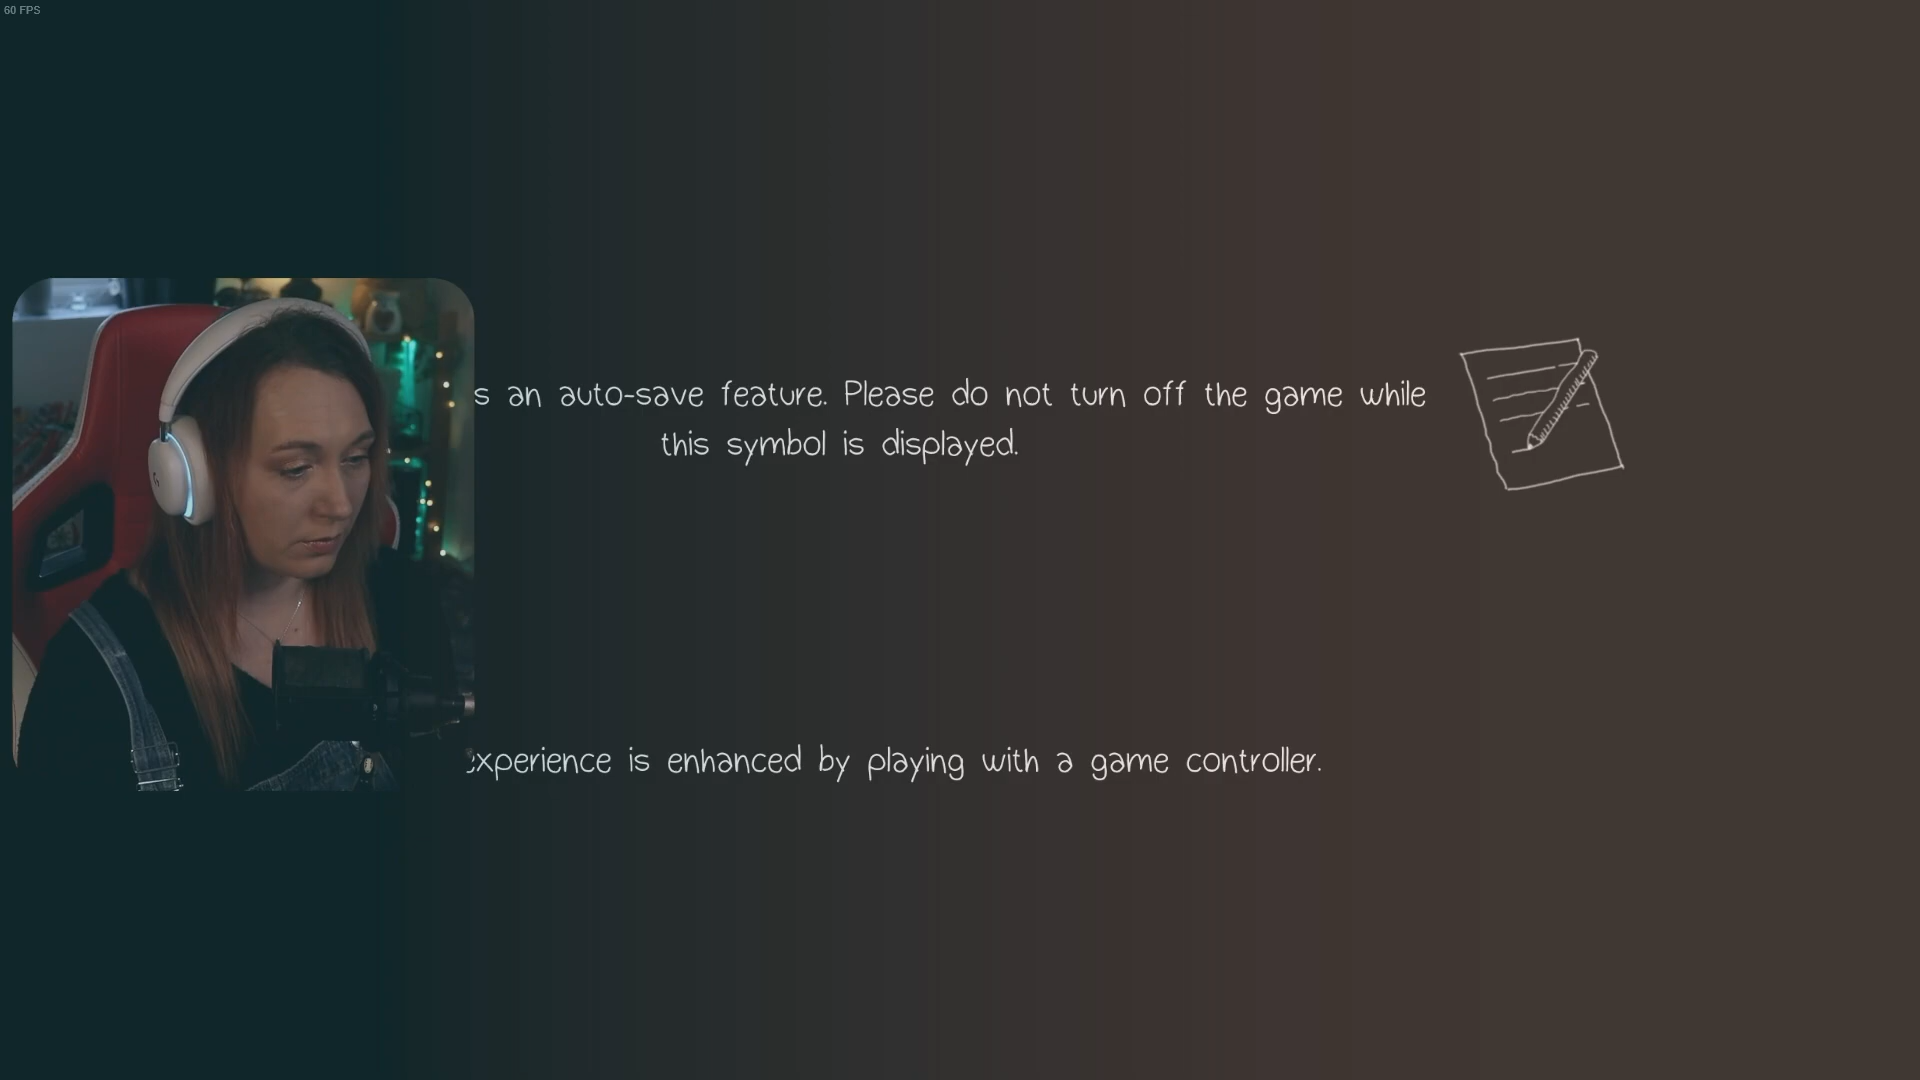 60 FPS
s an auto-save feature. Please do not turn off the game while
this symbol is displayed.
xperience is enhanced by playing with a game controller.